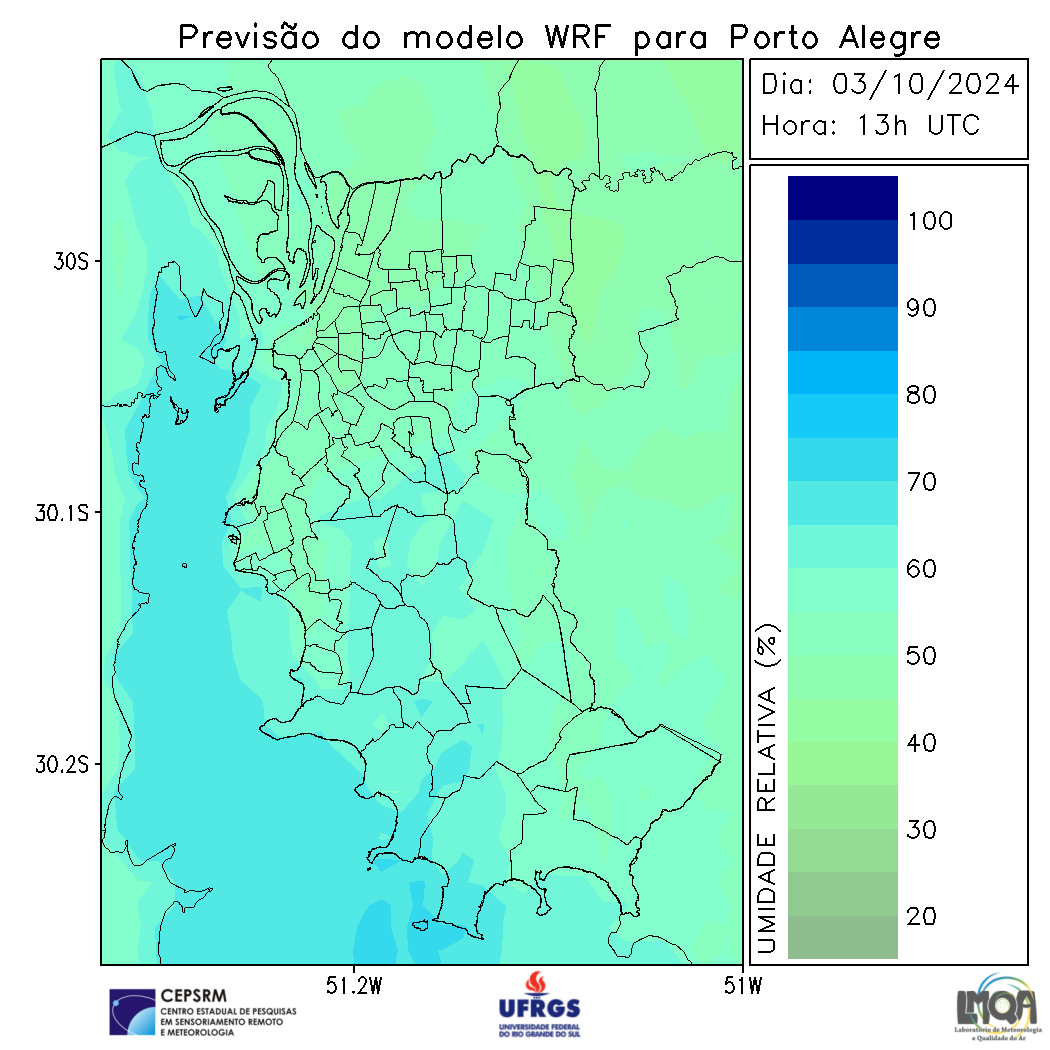 Previsão do modelo WRF para Porto Alegre
Dia: 03/10/2024
Hora: 13h UTC
100
90
80
70
60
50
40
30
20
UMIDADE RELATIVA (%)
30S
30.1S
30.2S
51.2W
51W
CEPSRM
CENTRO ESTADUAL DE PESQUISAS
EM SENSORIAMENTO REMOTO
E METEOROLOGIA
UFRGS
UNIVERSIDADE FEDERAL
DO RIO GRANDE DO SUL
LMQA
Laboratório de Meteorologia
e Qualidade do Ar